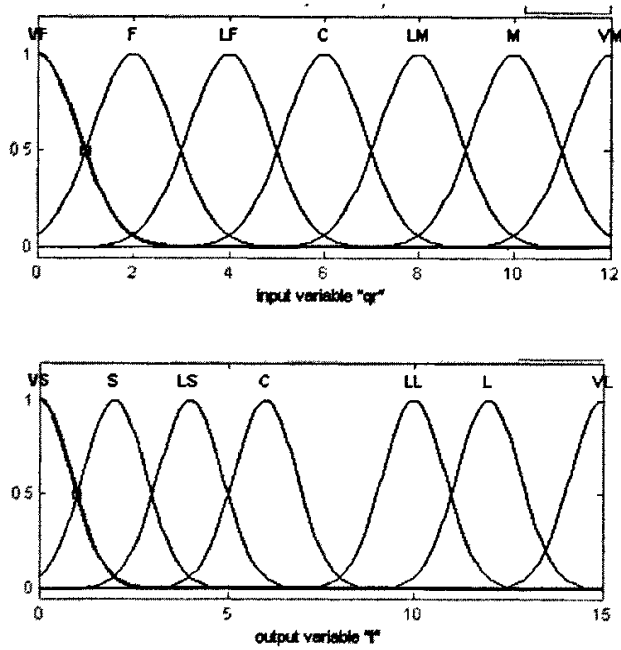 VF F LF C LM M VM
1
0.5
0
0 2 4 6 8 10 12
input variable "qr"
VS S LS C LL L VL
1
0.5
0
0 5 10 15
output variable "l"